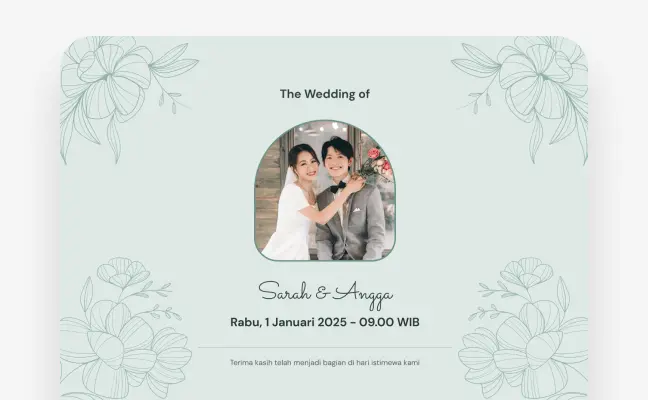 The Wedding of
Sarah & Angga
Rabu, 1 Januari 2025 - 09.00 WIB
Terima kasih telah menjadi bagian di hari istimewa kami